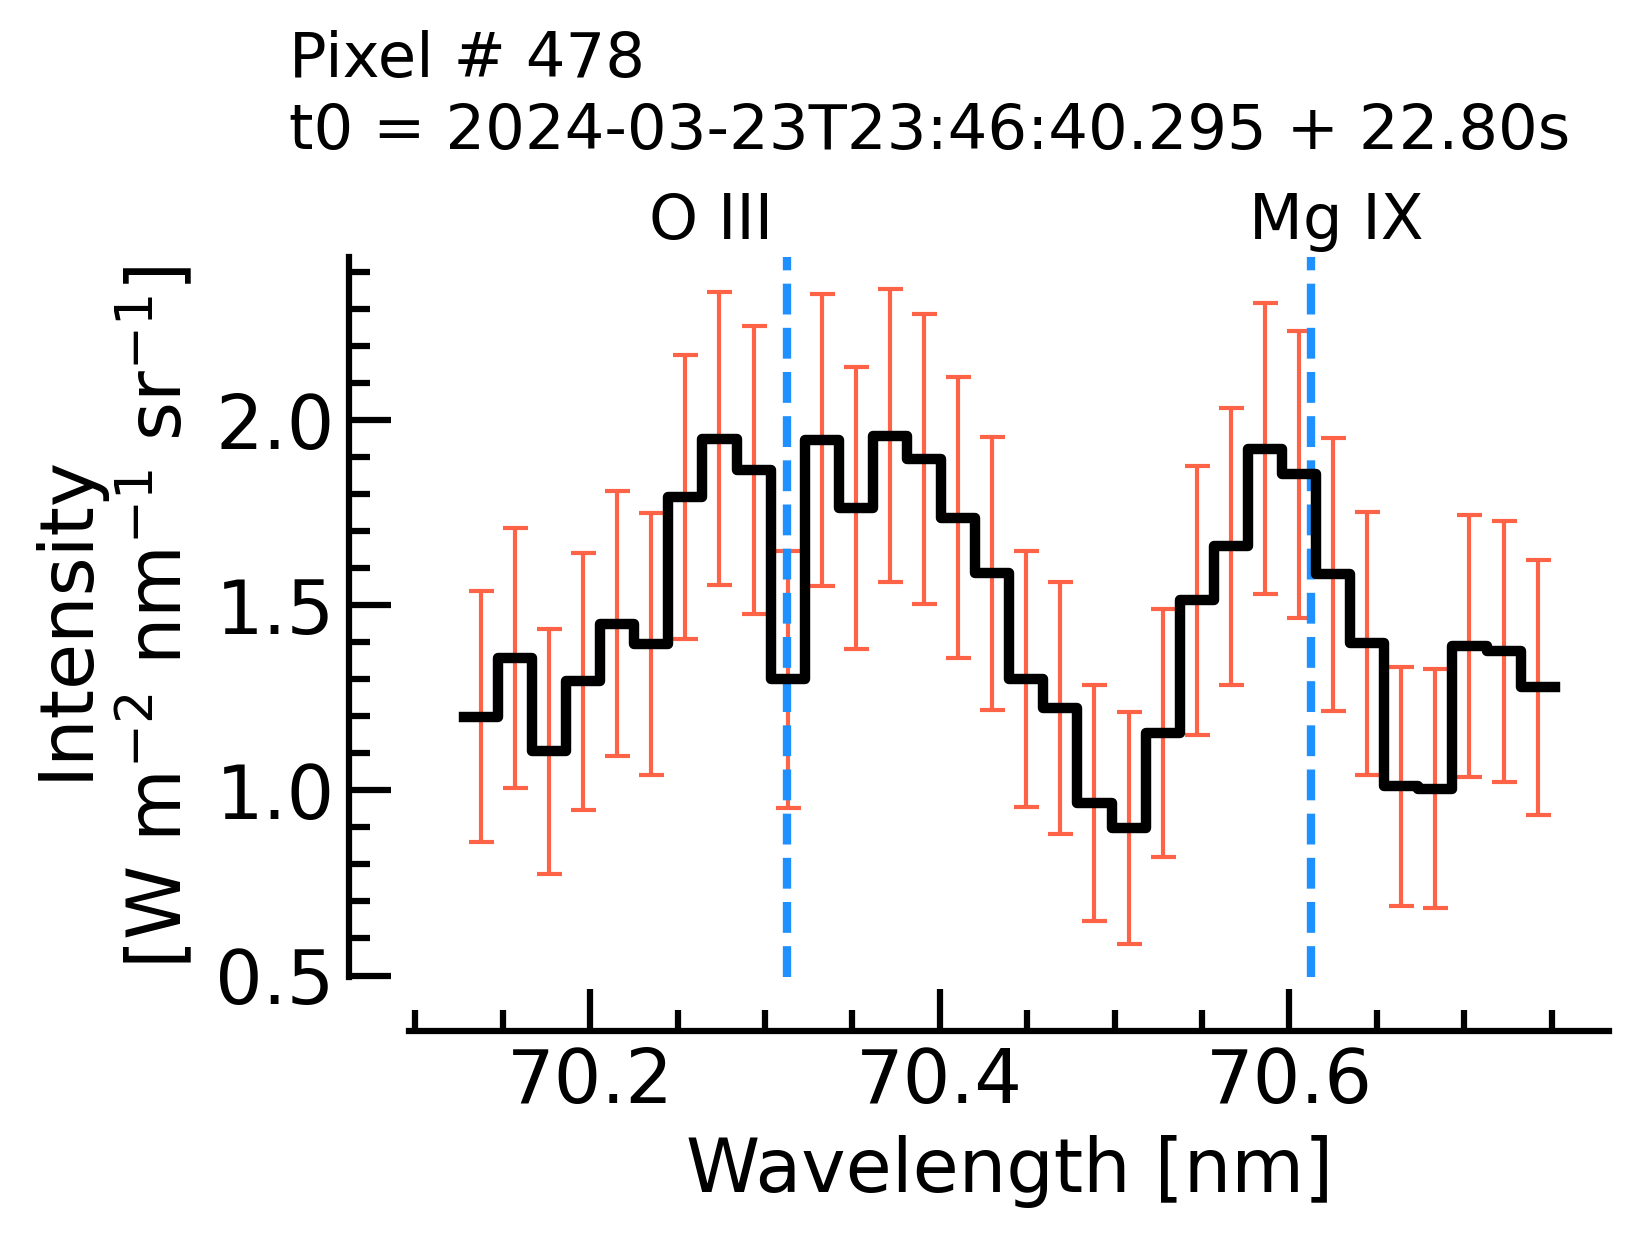 Pixel # 478
t0 = 2024-03-23T23:46:40.295 + 22.80s
O III
Mg IX
Intensity
[W m⁻² nm⁻¹ sr⁻¹]
2.0
1.5
1.0
0.5
70.2 70.4 70.6
Wavelength [nm]